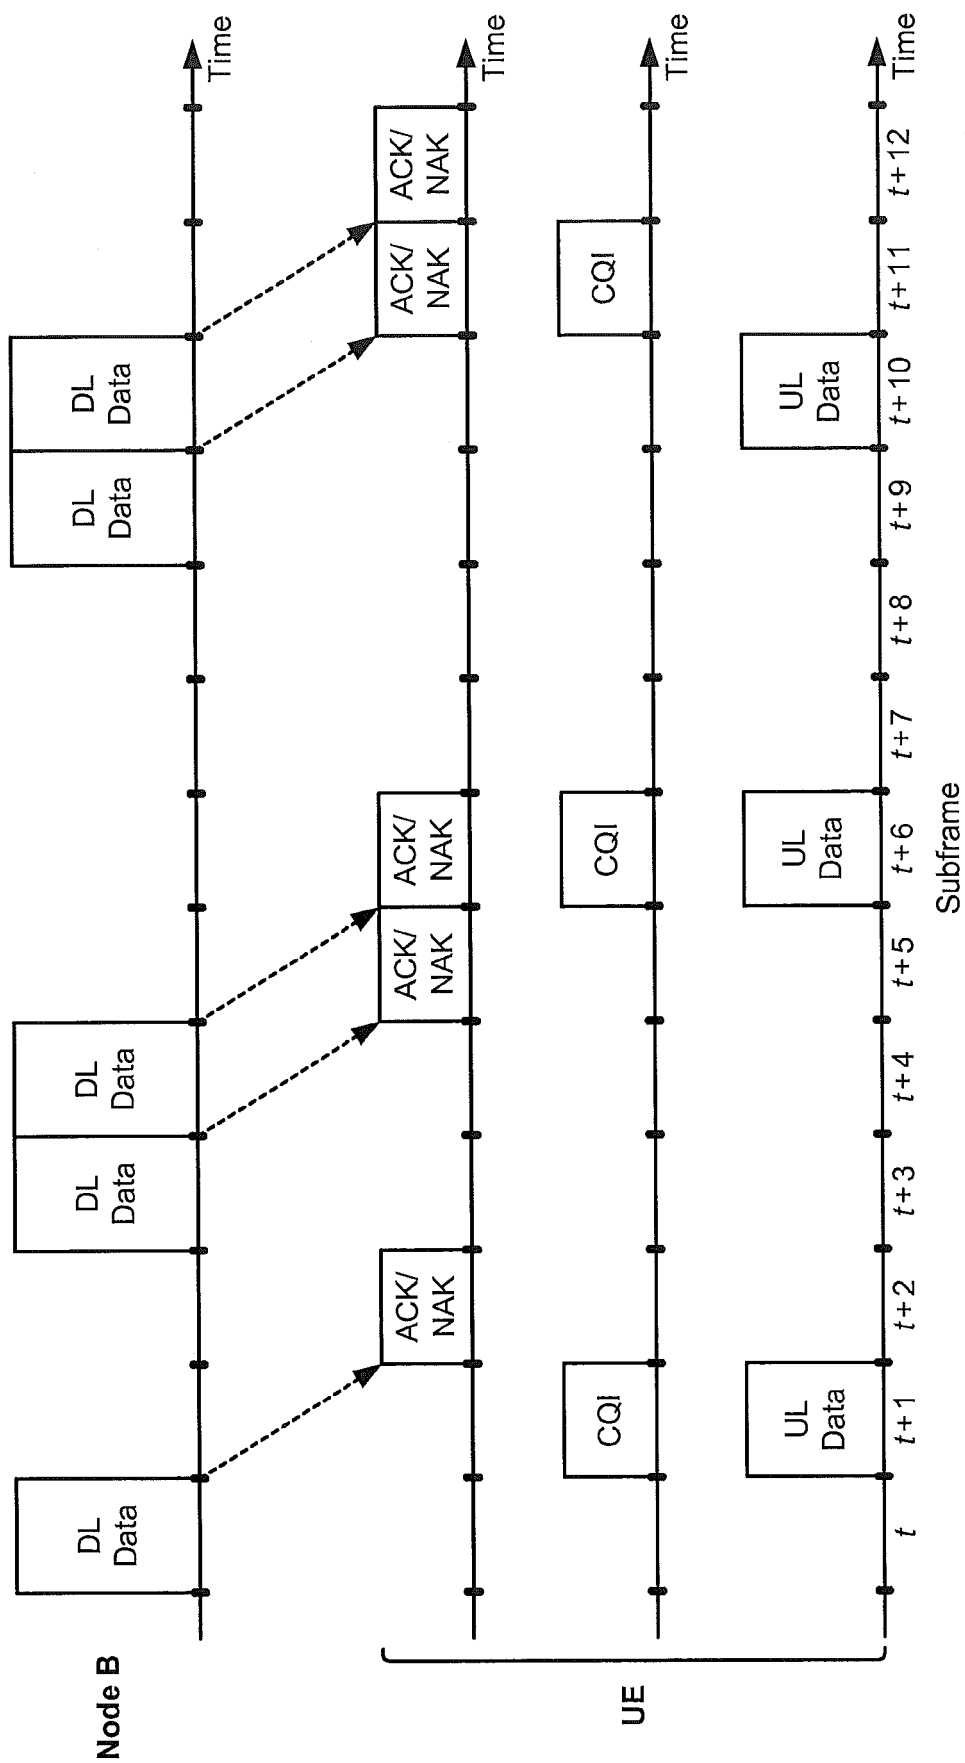 Node B
DL
Data
DL
Data
DL
Data
DL
Data
DL
Data
Time
UE
ACK/
NAK
ACK/
NAK
ACK/
NAK
ACK/
NAK
ACK/
NAK
Time
CQI
CQI
CQI
Time
UL
Data
UL
Data
UL
Data
Time
t
t+1
t+2
t+3
t+4
t+5
t+6
t+7
t+8
t+9
t+10
t+11
t+12
Subframe